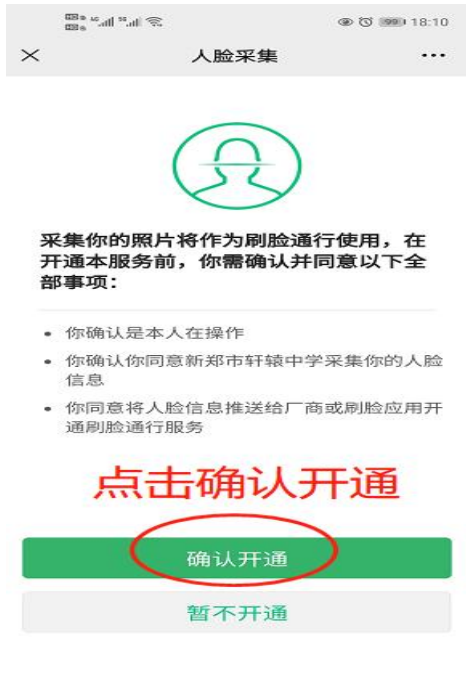 18:10
人脸采集
采集你的照片将作为刷脸通行使用，在
开通本服务前，你需确认并同意以下全
部事项：
• 你确认是本人在操作
• 你确认你同意新郑市轩辕中学采集你的人脸
信息
• 你同意将人脸信息推送给厂商或刷脸应用开
通刷脸通行服务
点击确认开通
确认开通
暂不开通